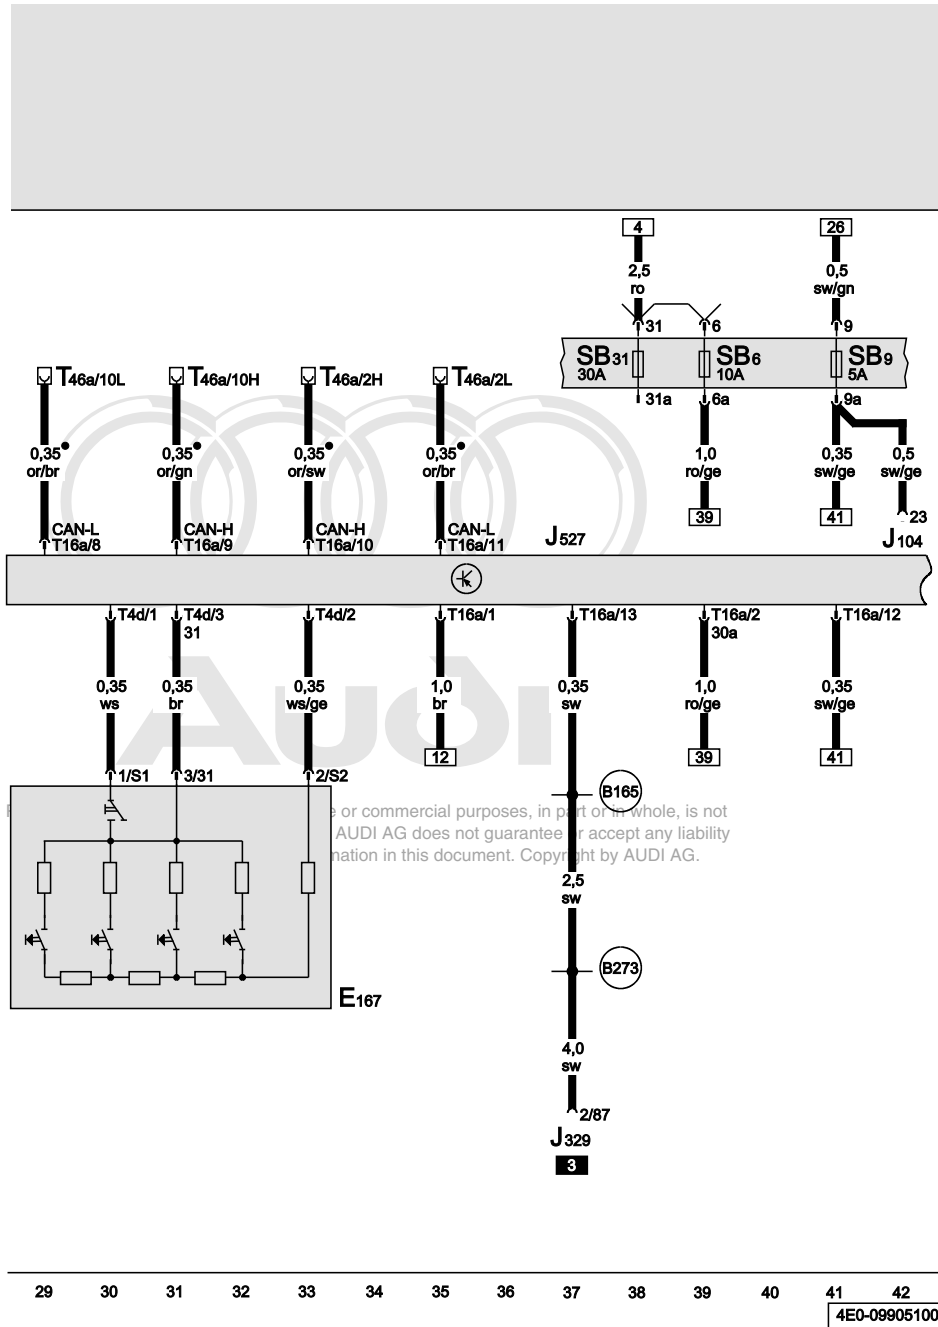 4
26
2,5
ro
0,5
sw/gn
31
6
9
SB31
30A
SB6
10A
SB9
5A
31a
6a
9a
T46a/10L
T46a/10H
T46a/2H
T46a/2L
0,35
or/br
0,35
or/gn
0,35
or/sw
0,35
or/br
1,0
ro/ge
0,35
sw/ge
0,5
sw/ge
39
41
23
J104
CAN-L
T16a/8
CAN-H
T16a/9
CAN-H
T16a/10
CAN-L
T16a/11
J527
T4d/1
T4d/3
31
T4d/2
T16a/1
T16a/13
T16a/2
30a
T16a/12
0,35
ws
0,35
br
0,35
ws/ge
1,0
br
0,35
sw
1,0
ro/ge
0,35
sw/ge
Audi
12
39
41
1/S1
3/31
2/S2
B165
e or commercial purposes, in part or in whole, is not
AUDI AG does not guarantee or accept any liability
mation in this document. Copyright by AUDI AG.
2,5
sw
B273
E167
4,0
sw
2/87
J329
3
29 30 31 32 33 34 35 36 37 38 39 40 41 42
4E0-09905100